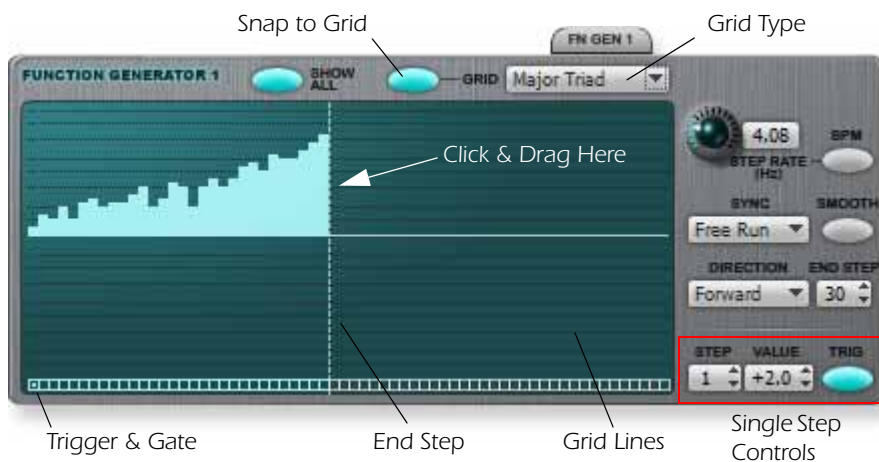 Snap to Grid
Grid Type
FN GEN 1
FUNCTION GENERATOR 1
SHOW ALL
GRID
Major Triad
4.08
BPM
STEP RATE (Hz)
Click & Drag Here
SYNC
SMOOTH
Free Run
DIRECTION
END STEP
Forward
30
STEP
VALUE
TRIG
1
+2.0
Trigger & Gate
End Step
Grid Lines
Single Step
Controls